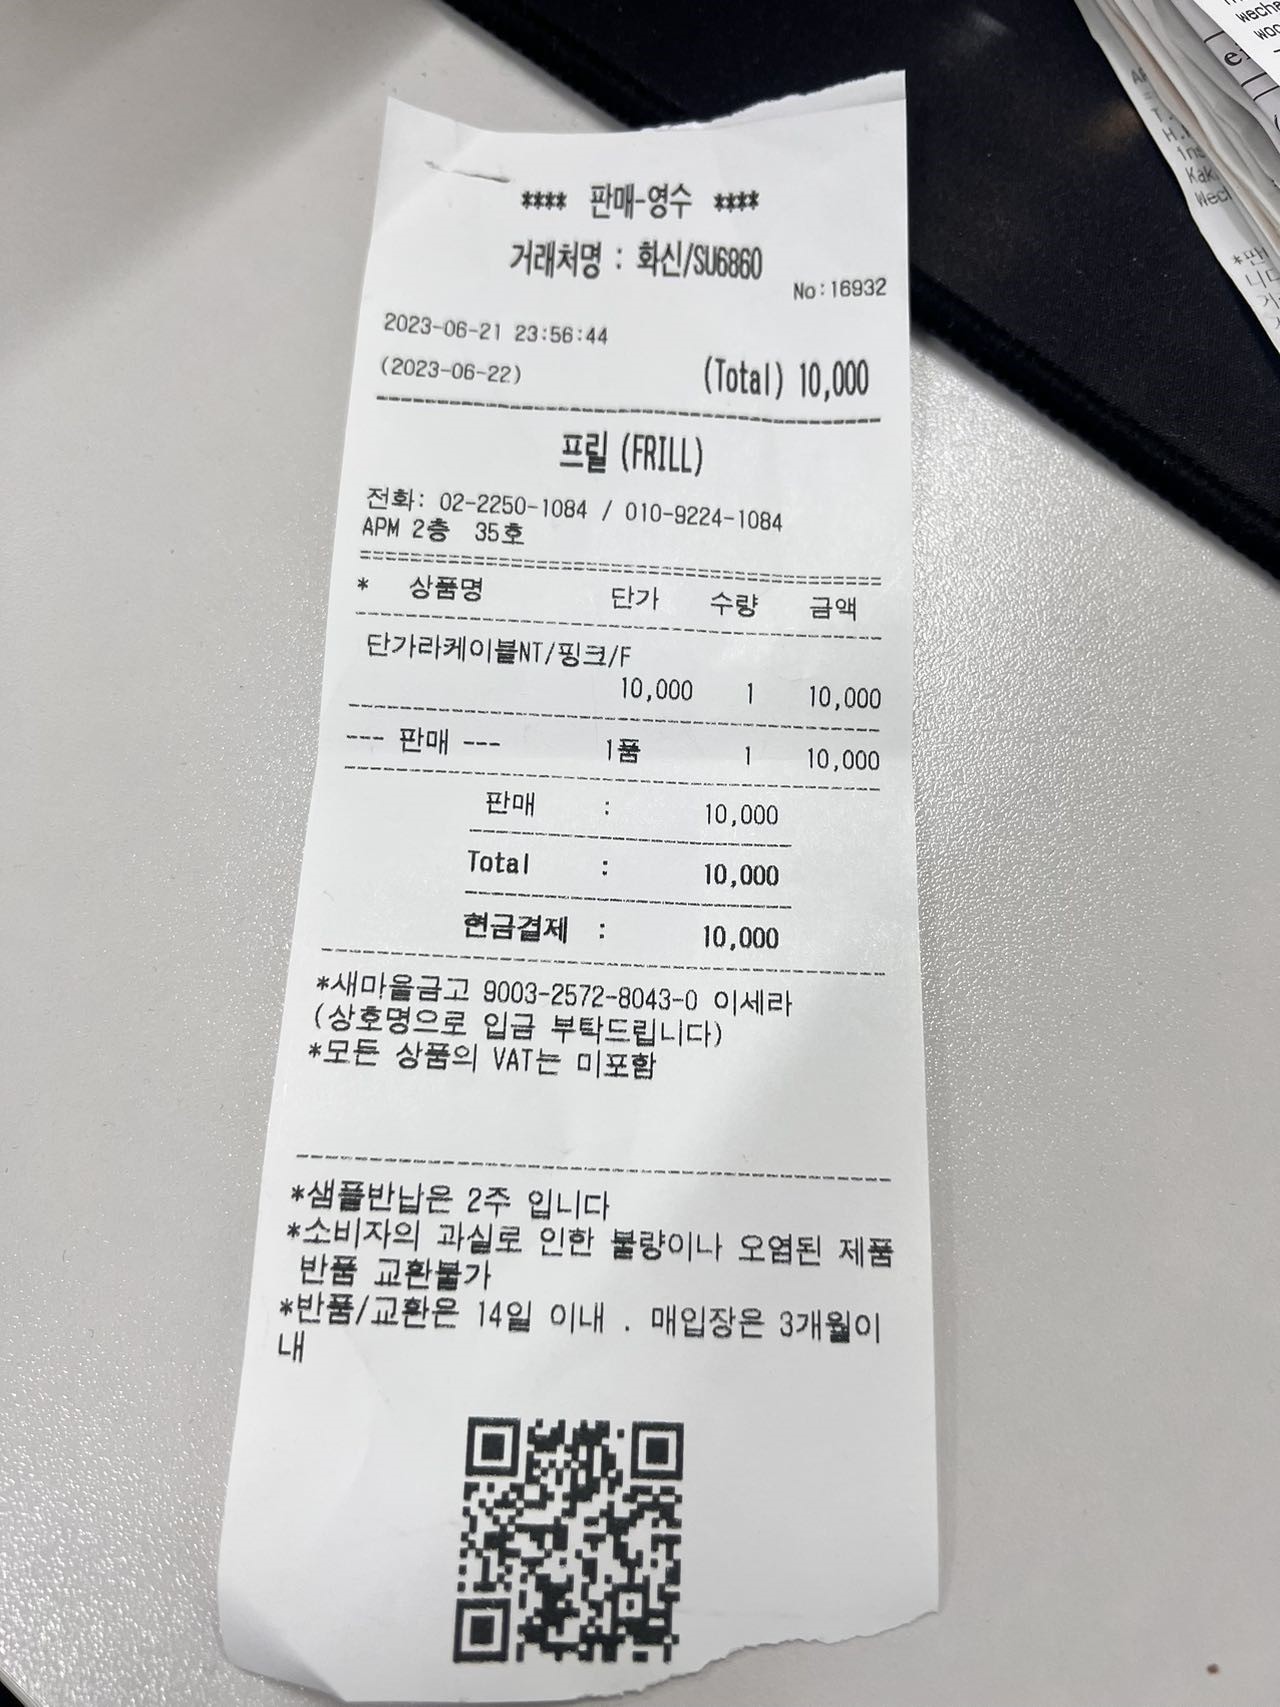 **** 판매-영수 ****
거래처명 : 화신/SU6860
No:16932
2023-06-21 23:56:44
(2023-06-22) (Total) 10,000
프릴 (FRILL)
전화: 02-2250-1084 / 010-9224-1084
APM 2층 35호
* 상품명 단가 수량 금액
단가라케이블NT/핑크/F
10,000 1 10,000
--- 판매 --- 1품 1 10,000
판매 : 10,000
Total : 10,000
현금결제 : 10,000
*새마을금고 9003-2572-8043-0 이세라
(상호명으로 입금 부탁드립니다)
*모든 상품의 VAT는 미포함
*샘플반납은 2주 입니다
*소비자의 과실로 인한 불량이나 오염된 제품
반품 교환불가
*반품/교환은 14일 이내 . 매입장은 3개월이
내